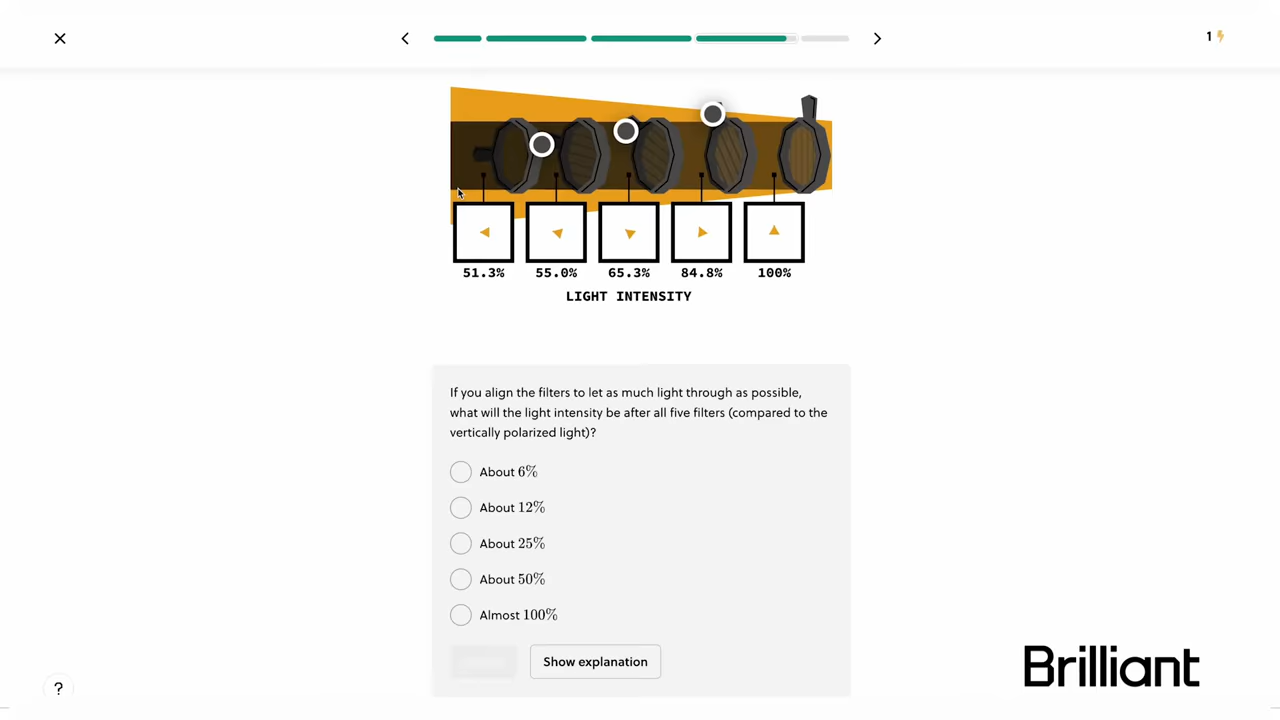 1
51.3% 55.0% 65.3% 84.8% 100%
LIGHT INTENSITY
If you align the filters to let as much light through as possible,
what will the light intensity be after all five filters (compared to the
vertically polarized light)?
About 6%
About 12%
About 25%
About 50%
Almost 100%
Show explanation
Brilliant
?